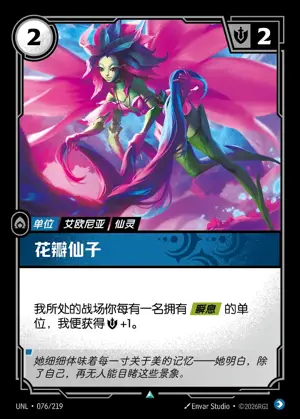 2
2
单位 艾欧尼亚 仙灵
花瓣仙子
我所处的战场你每有一名拥有 瞬息 的单
位，我便获得 +1。
她细细体味着每一寸关于美的记忆——她明白，除
了自己，再无人能目睹这些景象。
UNL · 076/219
Envar Studio · ©2026RGI